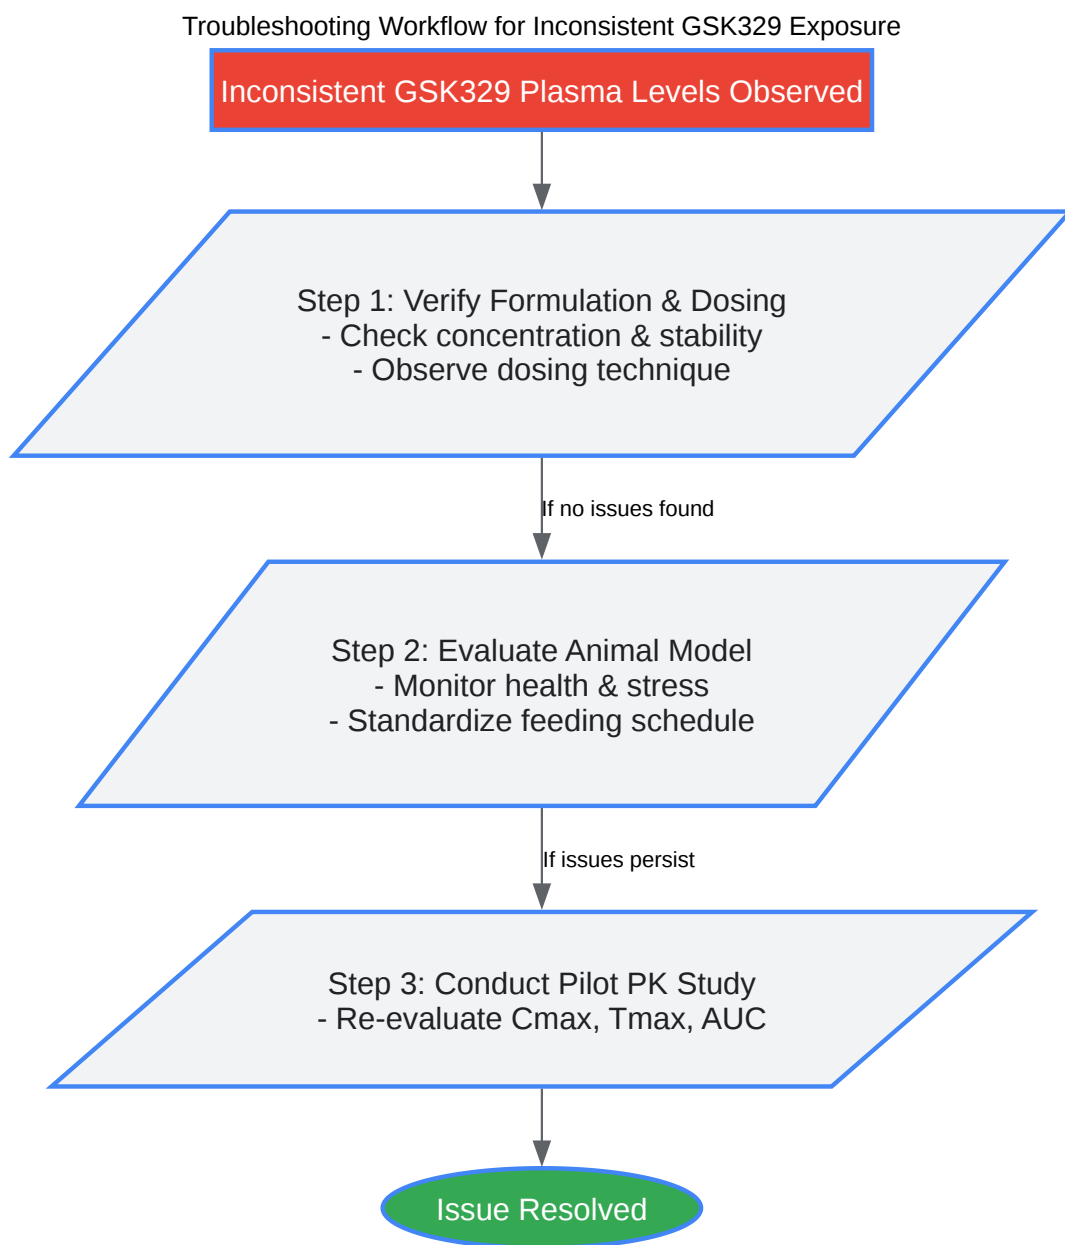 Troubleshooting Workflow for Inconsistent GSK329 Exposure
Inconsistent GSK329 Plasma Levels Observed
Step 1: Verify Formulation & Dosing
- Check concentration & stability
- Observe dosing technique
If no issues found
Step 2: Evaluate Animal Model
- Monitor health & stress
- Standardize feeding schedule
If issues persist
Step 3: Conduct Pilot PK Study
- Re-evaluate Cmax, Tmax, AUC
Issue Resolved